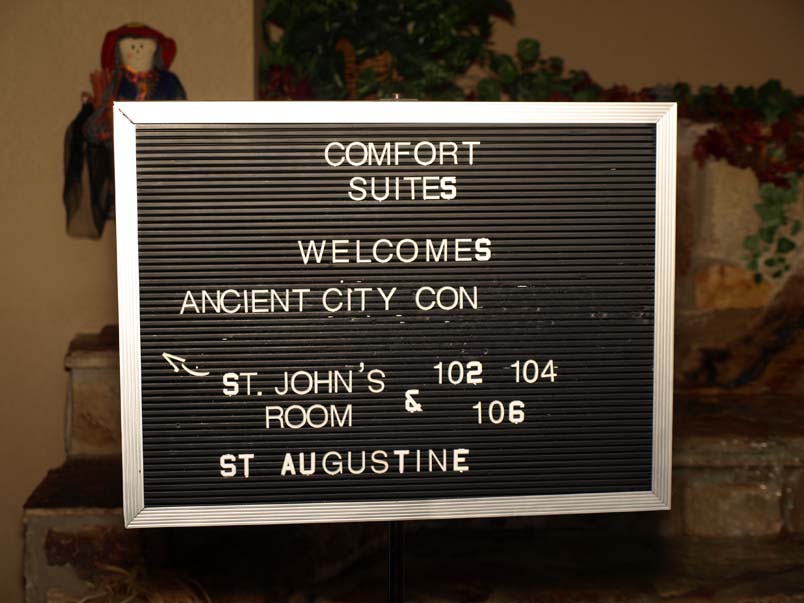 COMFORT
SUITES
WELCOMES
ANCIENT CITY CON
ST. JOHN'S & 102 104
ROOM 106
ST AUGUSTINE